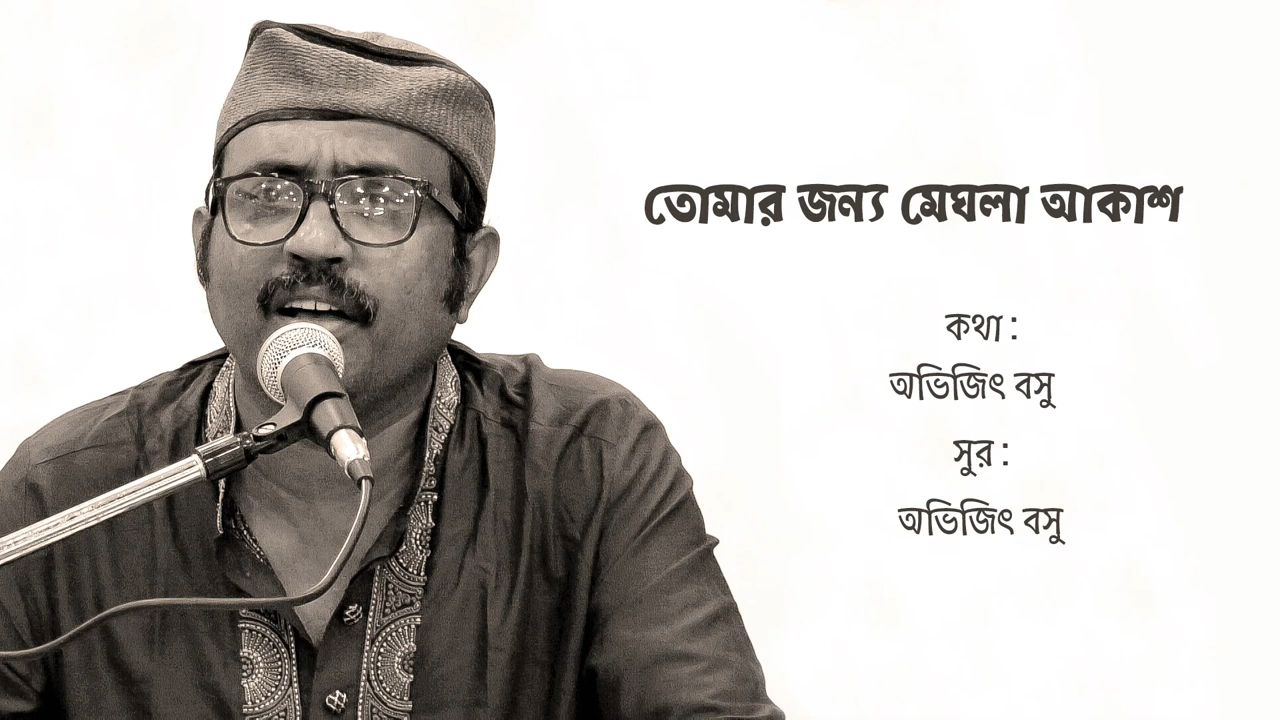 তোমার জন্য মেঘলা আকাশ
কথা :
অভিজিৎ বসু
সুর :
অভিজিৎ বসু